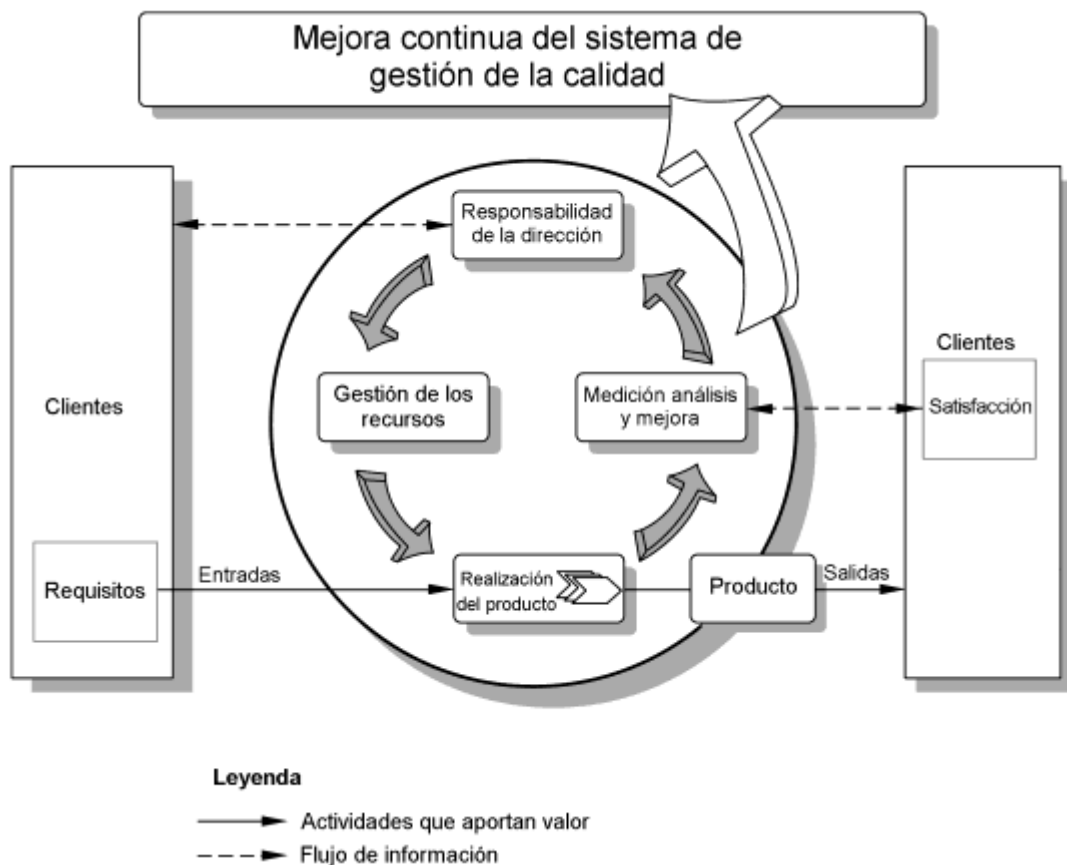 Mejora continua del sistema de
gestión de la calidad
Responsabilidad
de la dirección
Clientes
Gestión de los
recursos
Medición análisis
y mejora
Clientes
Satisfacción
Requisitos
Entradas
Realización
del producto
Producto
Salidas
Leyenda
Actividades que aportan valor
Flujo de información